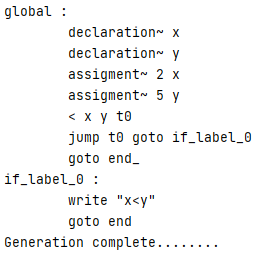 global :
declaration~ x
declaration~ y
assigment~ 2 x
assigment~ 5 y
< x y t0
jump t0 goto if_label_0
goto end_
if_label_0 :
write "x<y"
goto end
Generation complete........